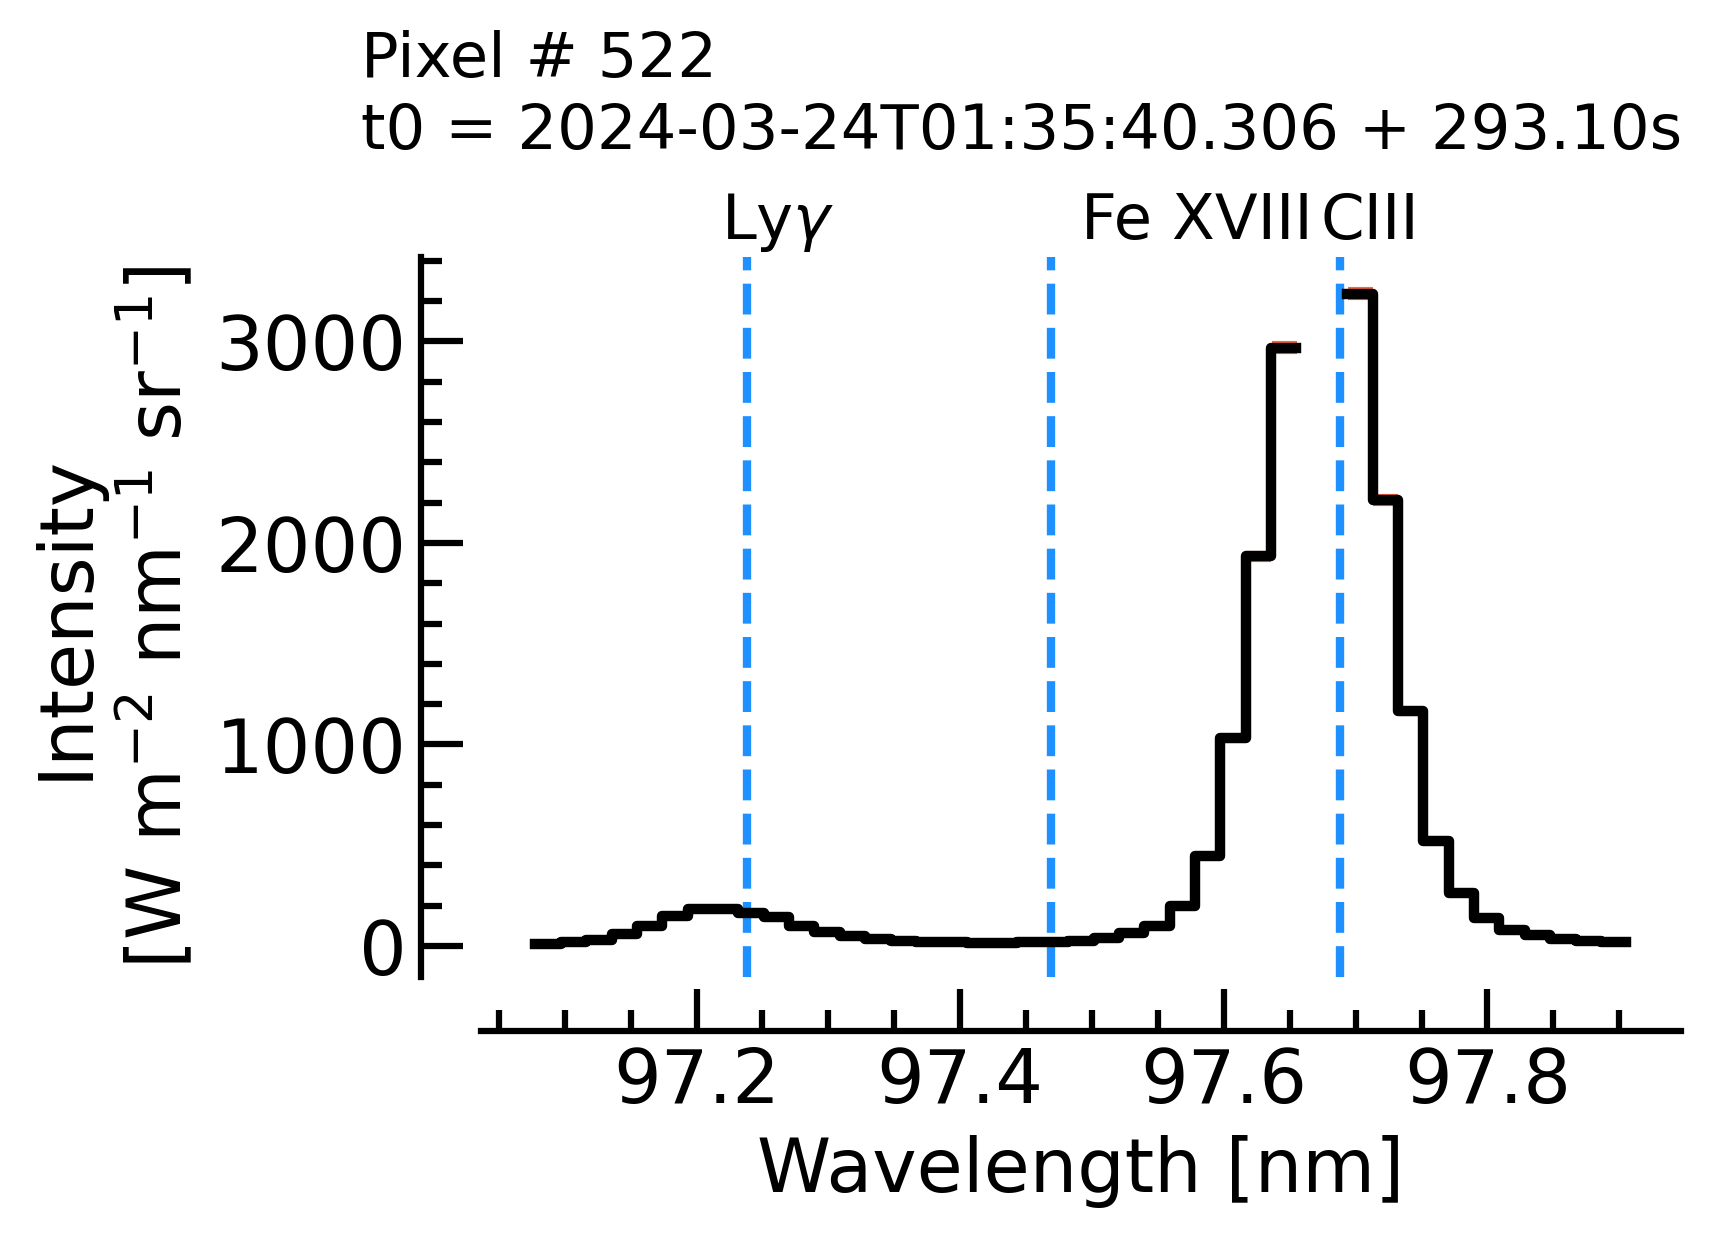 Pixel # 522
t0 = 2024-03-24T01:35:40.306 + 293.10s
Lyγ Fe XVIII CIII
Intensity
[W m⁻² nm⁻¹ sr⁻¹]
3000
2000
1000
0
97.2 97.4 97.6 97.8
Wavelength [nm]